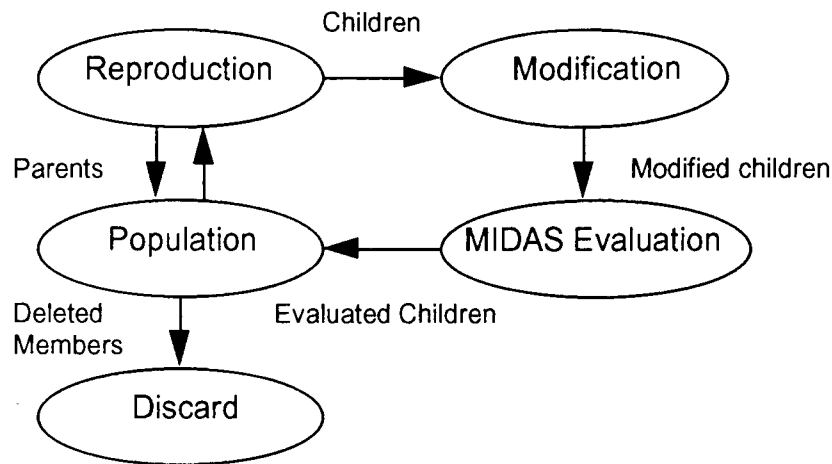 Children
Reproduction
Modification
Parents
Modified children
Population
MIDAS Evaluation
Deleted
Members
Evaluated Children
Discard